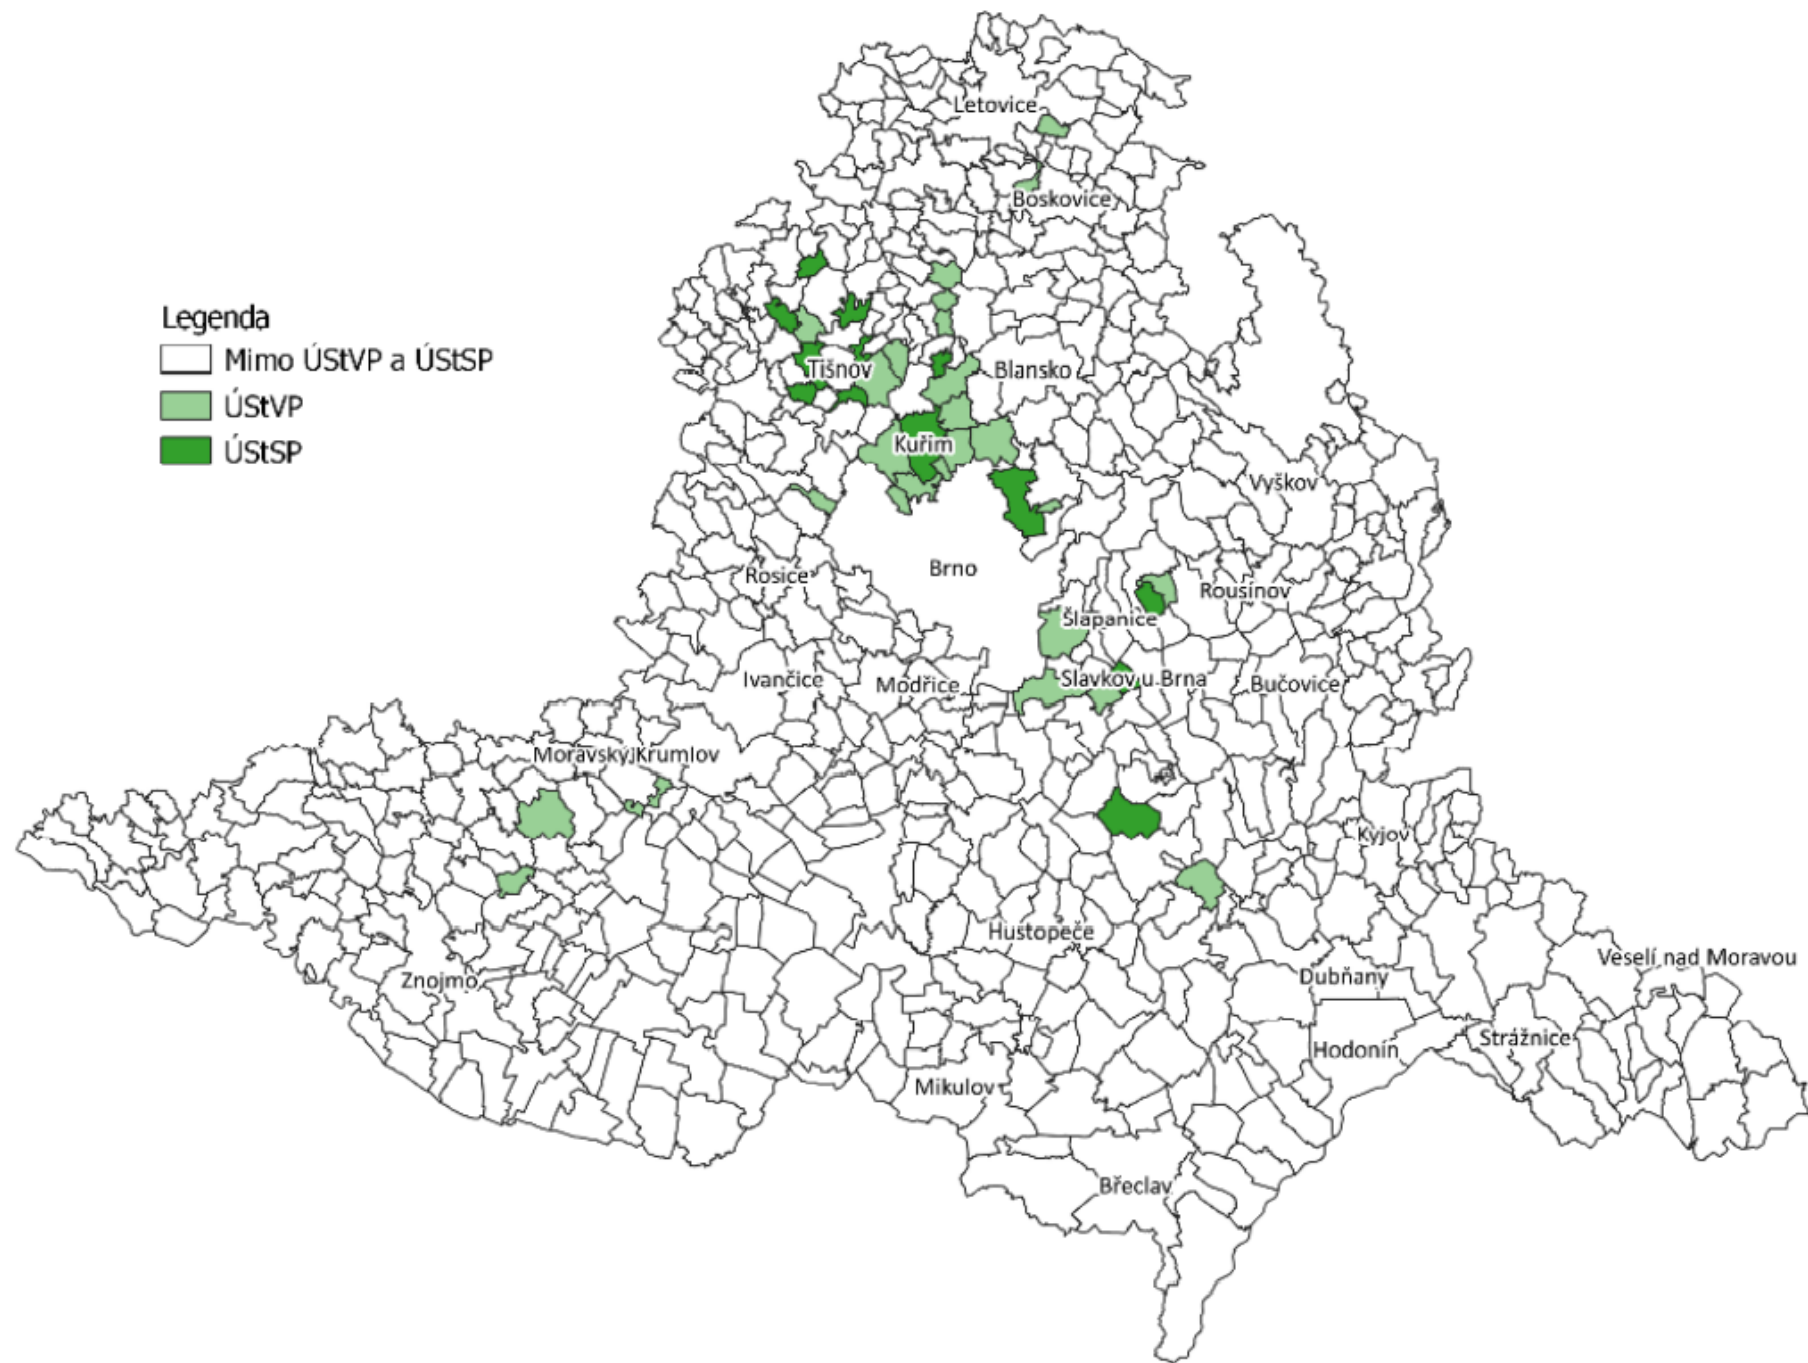 Letovice
Boskovice
Legenda
Mimo ÚStVP a ÚStSP
ÚStVP
ÚStSP
Tišnov
Blansko
Kuřim
Vyškov
Brno
Rosice
Rousínov
Šlapanice
Ivančice
Modřice
Slavkov u Brna
Bučovice
Moravský Krumlov
Kyjov
Hustopeče
Veselí nad Moravou
Znojmo
Dubňany
Strážnice
Hodonín
Mikulov
Břeclav